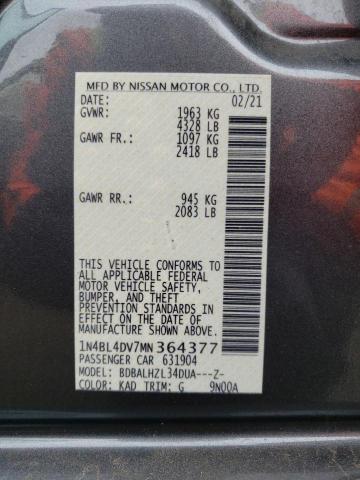 MFD BY NISSAN MOTOR CO., LTD.
DATE: 02/21
GVWR: 1963 KG
4328 LB
GAWR FR.: 1097 KG
2418 LB
GAWR RR.: 945 KG
2083 LB
THIS VEHICLE CONFORMS TO
ALL APPLICABLE FEDERAL
MOTOR VEHICLE SAFETY,
BUMPER, AND THEFT
PREVENTION STANDARDS
IN EFFECT ON THE DATE OF
MANUFACTURE SHOWN ABOVE.
1N4BL4DV7MN364377
PASSENGER CAR 631904
MODEL: BDBALHZL34DUA---Z-
COLOR: KAD TRIM: G 9N00A